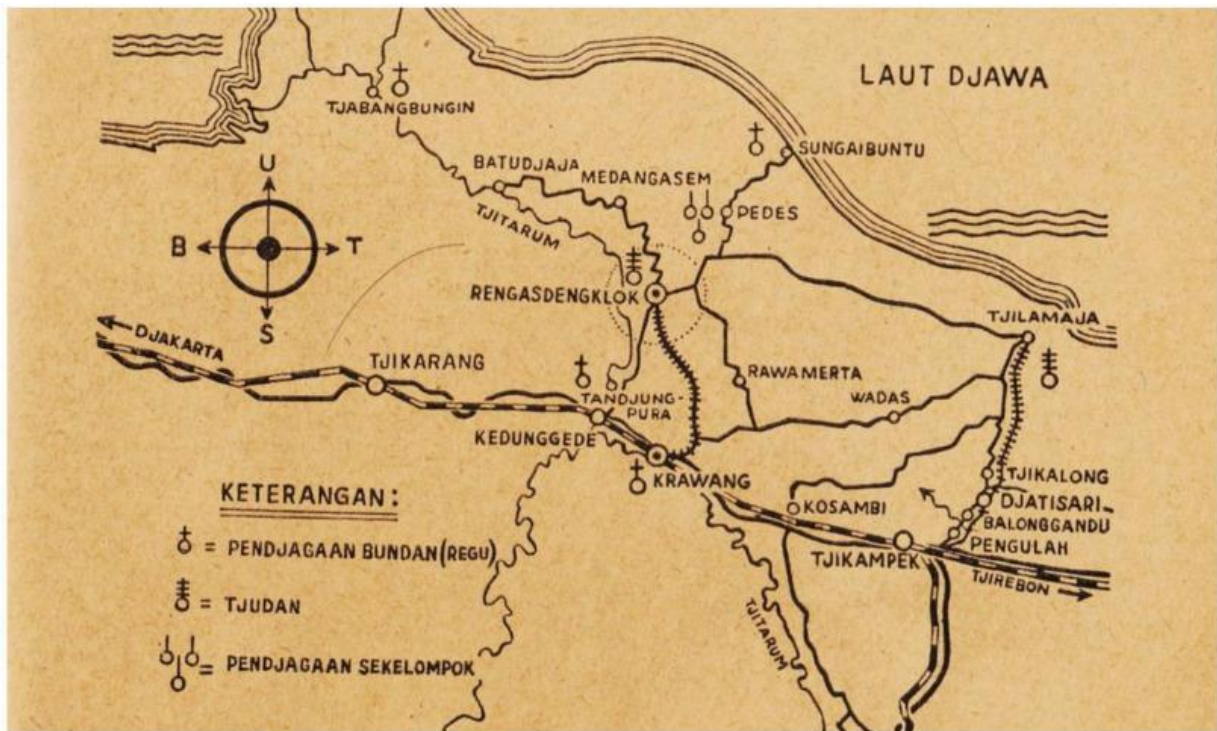 LAUT DJAWA
TJABANGBUNGIN
SUNGAIBUNTU
U
BATUDJAJA
MEDANGASEM
PEDES
TJITARUM
B
T
RENGASDENGKLOK
S
TJILAMAJA
DJAKARTA
TJIKARANG
RAWAMERTA
WADAS
TANDJUNG-
PURA
KEDUNGGEDE
KRAWANG
TJIKALONG
KOSAMBI
DJATISARI
BALONGGANDU
PENGULAH
TJIKAMPEK
TJIREBON
TJITARUM
KETERANGAN:
= PENDJAGAAN BUNDAN (REGU)
= TJUDAN
= PENDJAGAAN SEKELOMPOK